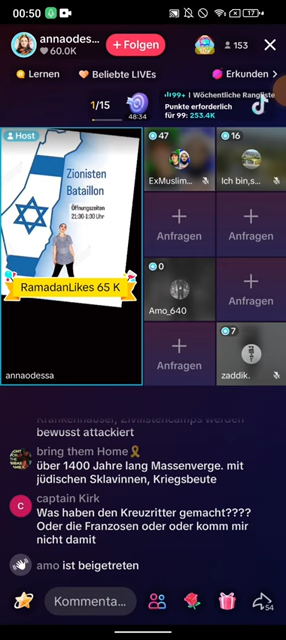 00:50
annaodes...
60.0K
+ Folgen
153
Lernen
Beliebte LIVEs
Erkunden
1/15
48:34
99+ | Wöchentliche Rangliste
Punkte erforderlich
für 99: 253.4K
Host
Zionisten
Bataillon
Öffnungszeiten
21:30-1:30 Uhr
RamadanLikes 65 K
annaodessa
47
ExMuslim...
16
Ich bin,s...
Anfragen
Anfragen
0
Amo_640
Anfragen
Anfragen
7
zaddik.
Krankenhäuser, Zivilistencamps werden
bewusst attackiert
bring them Home
über 1400 Jahre lang Massenverge. mit
jüdischen Sklavinnen, Kriegsbeute
captain Kirk
Was haben den Kreuzritter gemacht????
Oder die Franzosen oder oder komm mir
nicht damit
amo ist beigetreten
Kommenta...
54